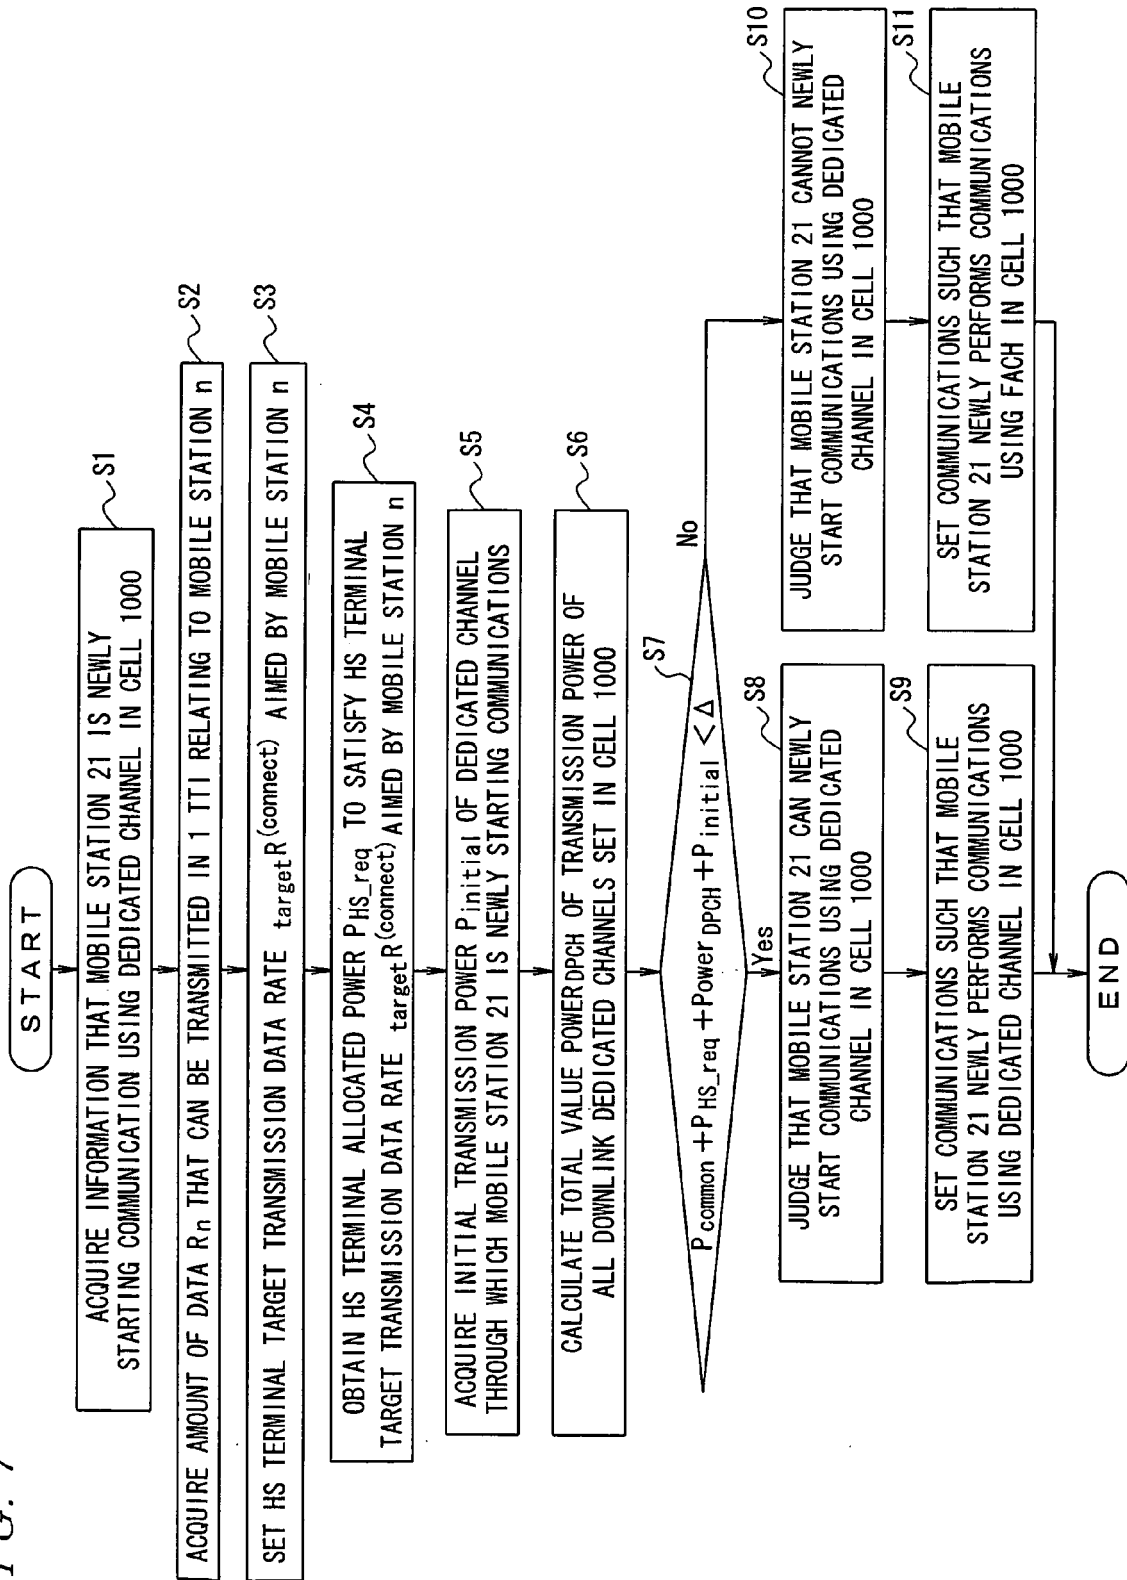 FIG. 7
START
S1
ACQUIRE INFORMATION THAT MOBILE STATION 21 IS NEWLY
STARTING COMMUNICATION USING DEDICATED CHANNEL IN CELL 1000
S2
ACQUIRE AMOUNT OF DATA Rn THAT CAN BE TRANSMITTED IN 1 TTI RELATING TO MOBILE STATION n
S3
SET HS TERMINAL TARGET TRANSMISSION DATA RATE targetR(connect) AIMED BY MOBILE STATION n
S4
OBTAIN HS TERMINAL ALLOCATED POWER PHS_req TO SATISFY HS TERMINAL
TARGET TRANSMISSION DATA RATE targetR(connect) AIMED BY MOBILE STATION n
S5
ACQUIRE INITIAL TRANSMISSION POWER Pinitial OF DEDICATED CHANNEL
THROUGH WHICH MOBILE STATION 21 IS NEWLY STARTING COMMUNICATIONS
S6
CALCULATE TOTAL VALUE POWERDPCH OF TRANSMISSION POWER OF
ALL DOWNLINK DEDICATED CHANNELS SET IN CELL 1000
S7
Pcommon+PHS_req+PowerDPCH+Pinitial<Δ
No
Yes
S8
JUDGE THAT MOBILE STATION 21 CAN NEWLY
START COMMUNICATIONS USING DEDICATED
CHANNEL IN CELL 1000
S9
SET COMMUNICATIONS SUCH THAT MOBILE
STATION 21 NEWLY PERFORMS COMMUNICATIONS
USING DEDICATED CHANNEL IN CELL 1000
S10
JUDGE THAT MOBILE STATION 21 CANNOT NEWLY
START COMMUNICATIONS USING DEDICATED
CHANNEL IN CELL 1000
S11
SET COMMUNICATIONS SUCH THAT MOBILE
STATION 21 NEWLY PERFORMS COMMUNICATIONS
USING FACH IN CELL 1000
END